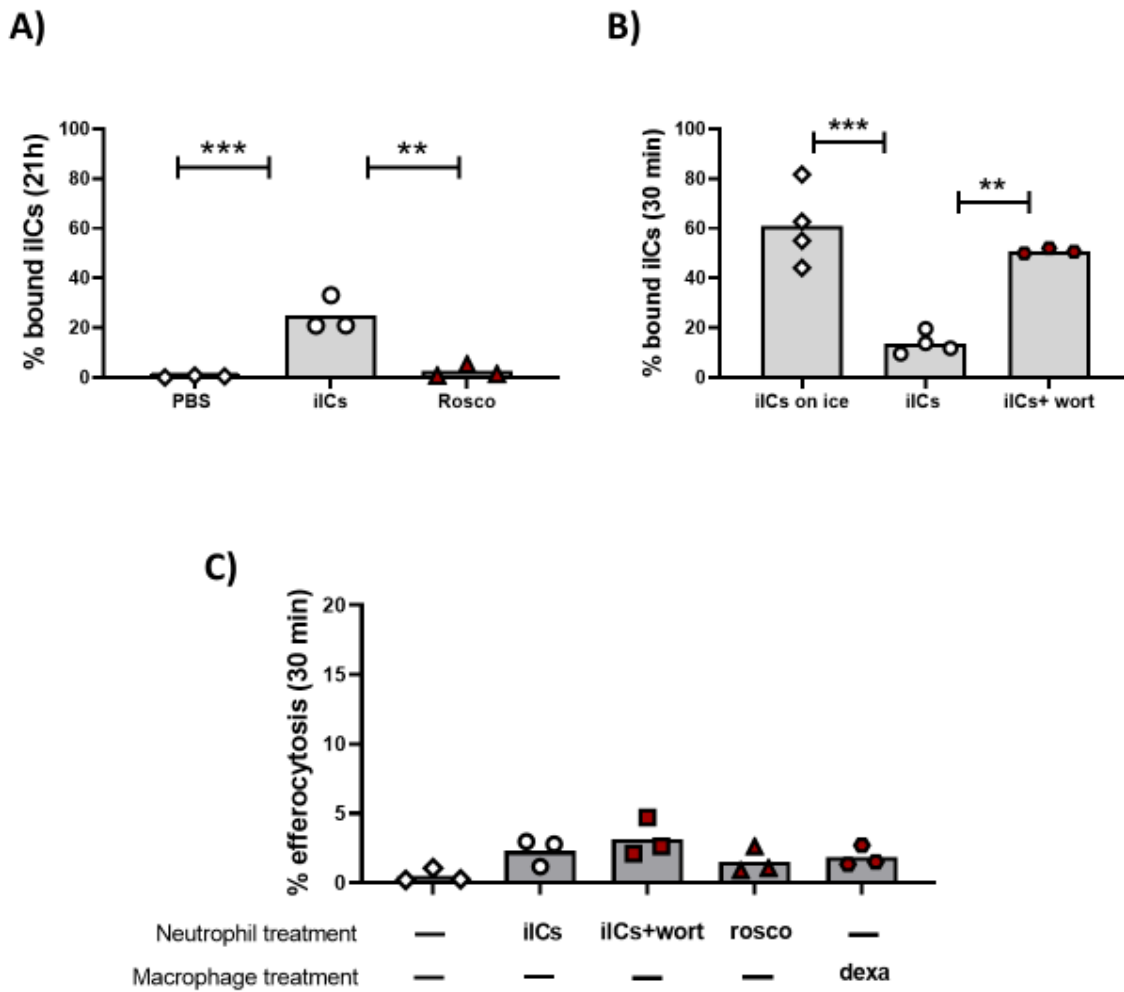 A)
B)
***
**
***
**
% bound iICs (21h)
100
80
60
40
20
0
PBS iICs Rosco
% bound iICs (30 min)
100
80
60
40
20
0
iICs on ice iICs iICs+ wort
C)
% efferocytosis (30 min)
20
15
10
5
0
Neutrophil treatment — iICs iICs+wort rosco —
Macrophage treatment — — — — dexa